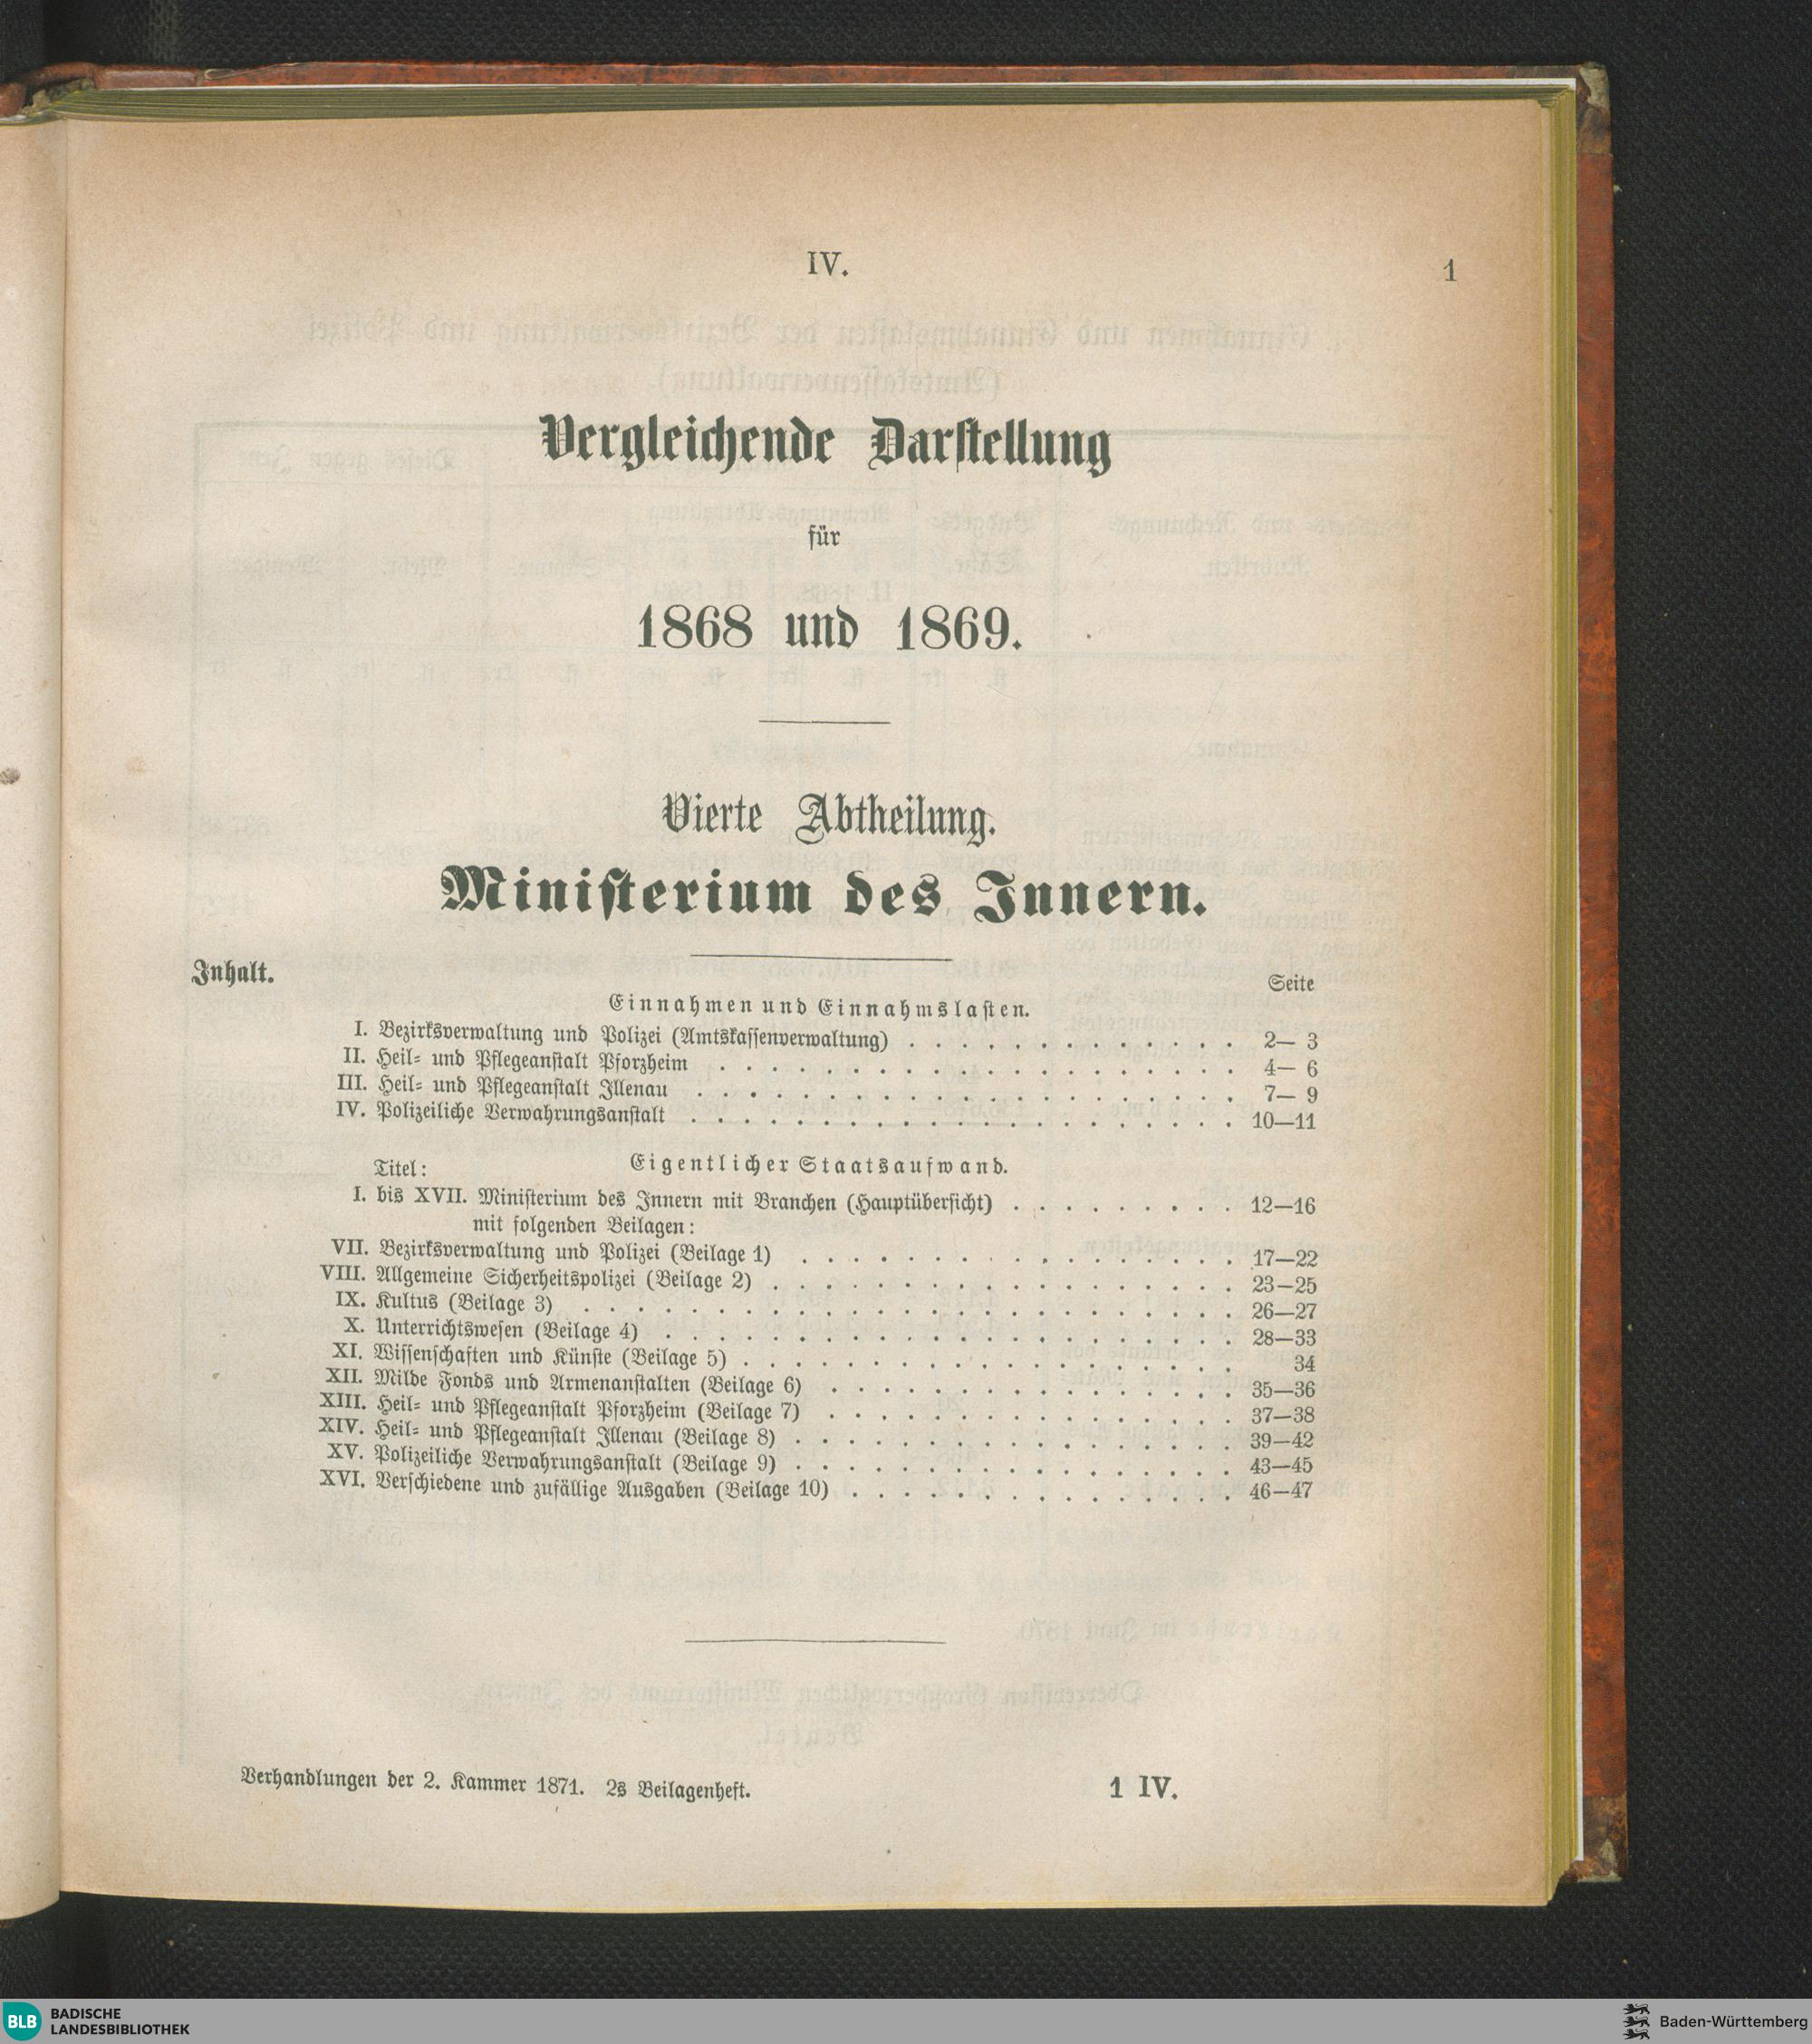 IV.
1
Vergleichende Darstellung
für
1868 und 1869.
Vierte Abtheilung.
Ministerium des Innern.
Inhalt.
Seite
Einnahmen und Einnahmslasten.
I. Bezirksverwaltung und Polizei (Amtskassenverwaltung) . . . . . . . . . . . . . 2— 3
II. Heil- und Pflegeanstalt Pforzheim . . . . . . . . . . . . . . . . . . . . 4— 6
III. Heil- und Pflegeanstalt Illenau . . . . . . . . . . . . . . . . . . . . . 7— 9
IV. Polizeiliche Verwahrungsanstalt . . . . . . . . . . . . . . . . . . . . . 10—11
Titel: Eigentlicher Staatsaufwand.
I. bis XVII. Ministerium des Innern mit Branchen (Hauptübersicht) . . . . . . . . . 12—16
mit folgenden Beilagen:
VII. Bezirksverwaltung und Polizei (Beilage 1) . . . . . . . . . . . . . . . . . 17—22
VIII. Allgemeine Sicherheitspolizei (Beilage 2) . . . . . . . . . . . . . . . . . . 23—25
IX. Kultus (Beilage 3) . . . . . . . . . . . . . . . . . . . . . . . . . 26—27
X. Unterrichtswesen (Beilage 4) . . . . . . . . . . . . . . . . . . . . . . 28—33
XI. Wissenschaften und Künste (Beilage 5) . . . . . . . . . . . . . . . . . . . 34
XII. Milde Fonds und Armenanstalten (Beilage 6) . . . . . . . . . . . . . . . . 35—36
XIII. Heil- und Pflegeanstalt Pforzheim (Beilage 7) . . . . . . . . . . . . . . . . 37—38
XIV. Heil- und Pflegeanstalt Illenau (Beilage 8) . . . . . . . . . . . . . . . . . 39—42
XV. Polizeiliche Verwahrungsanstalt (Beilage 9) . . . . . . . . . . . . . . . . . 43—45
XVI. Verschiedene und zufällige Ausgaben (Beilage 10) . . . . . . . . . . . . . . . 46—47
Verhandlungen der 2. Kammer 1871. 2s Beilagenheft.
1 IV.
BLB
BADISCHE
LANDESBIBLIOTHEK
Baden-Württemberg